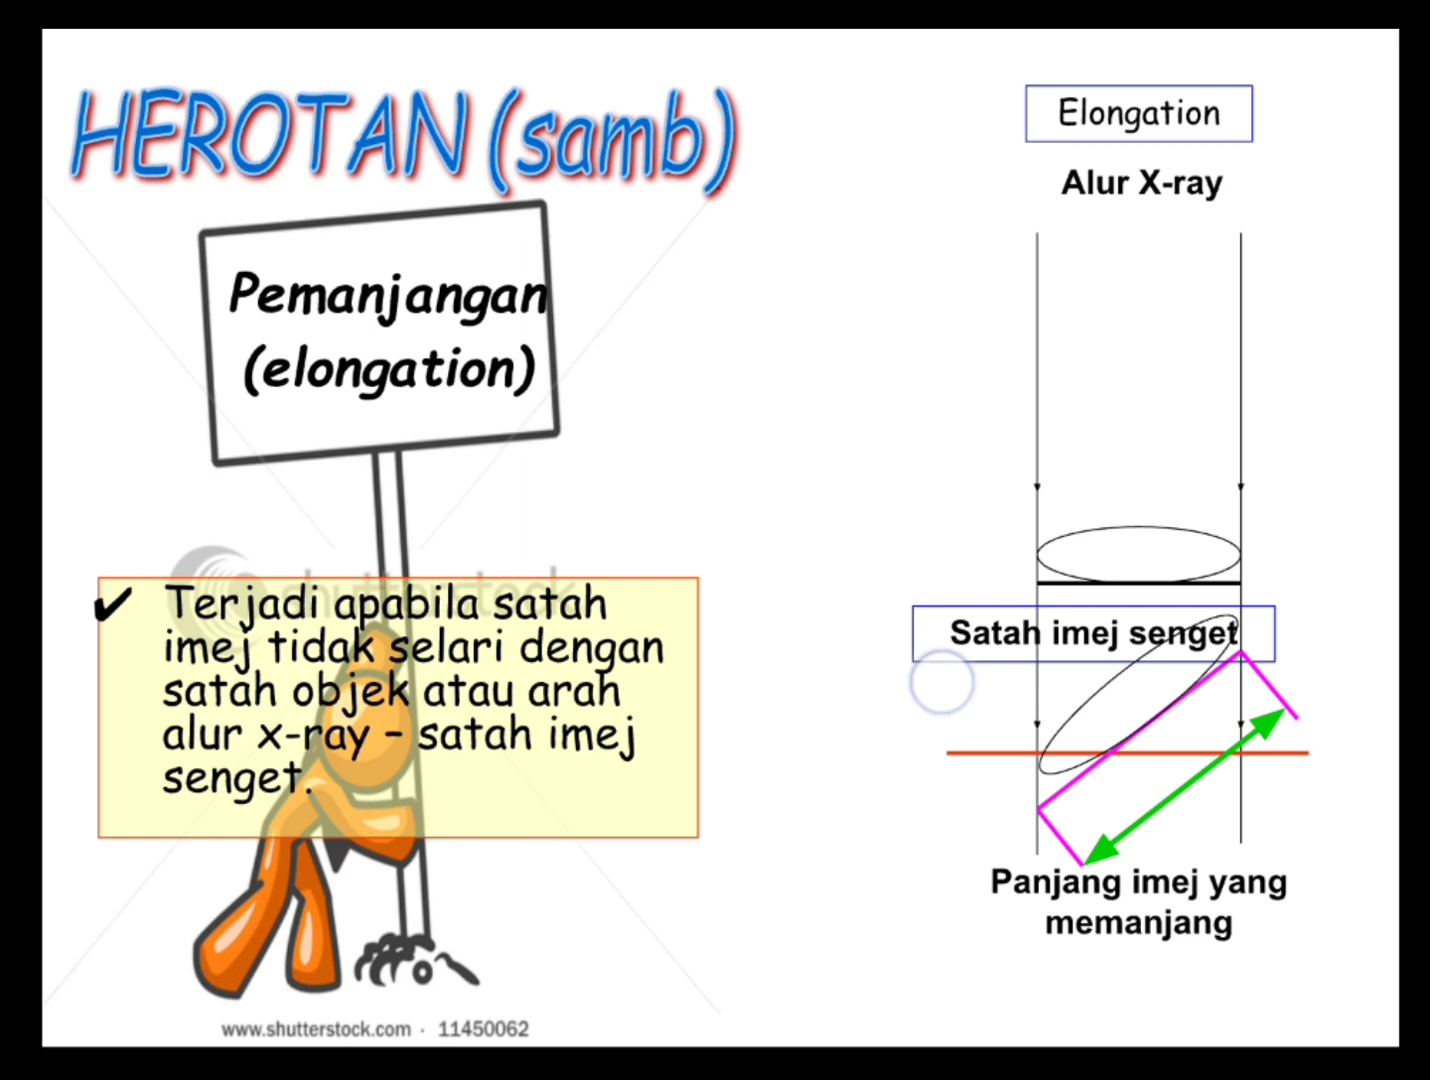 HEROTAN (samb)
Pemanjangan
(elongation)
✔ Terjadi apabila satah
imej tidak selari dengan
satah objek atau arah
alur x-ray – satah imej
senget.
shutterstock
www.shutterstock.com · 11450062
Elongation
Alur X-ray
Satah imej senget
Panjang imej yang
memanjang